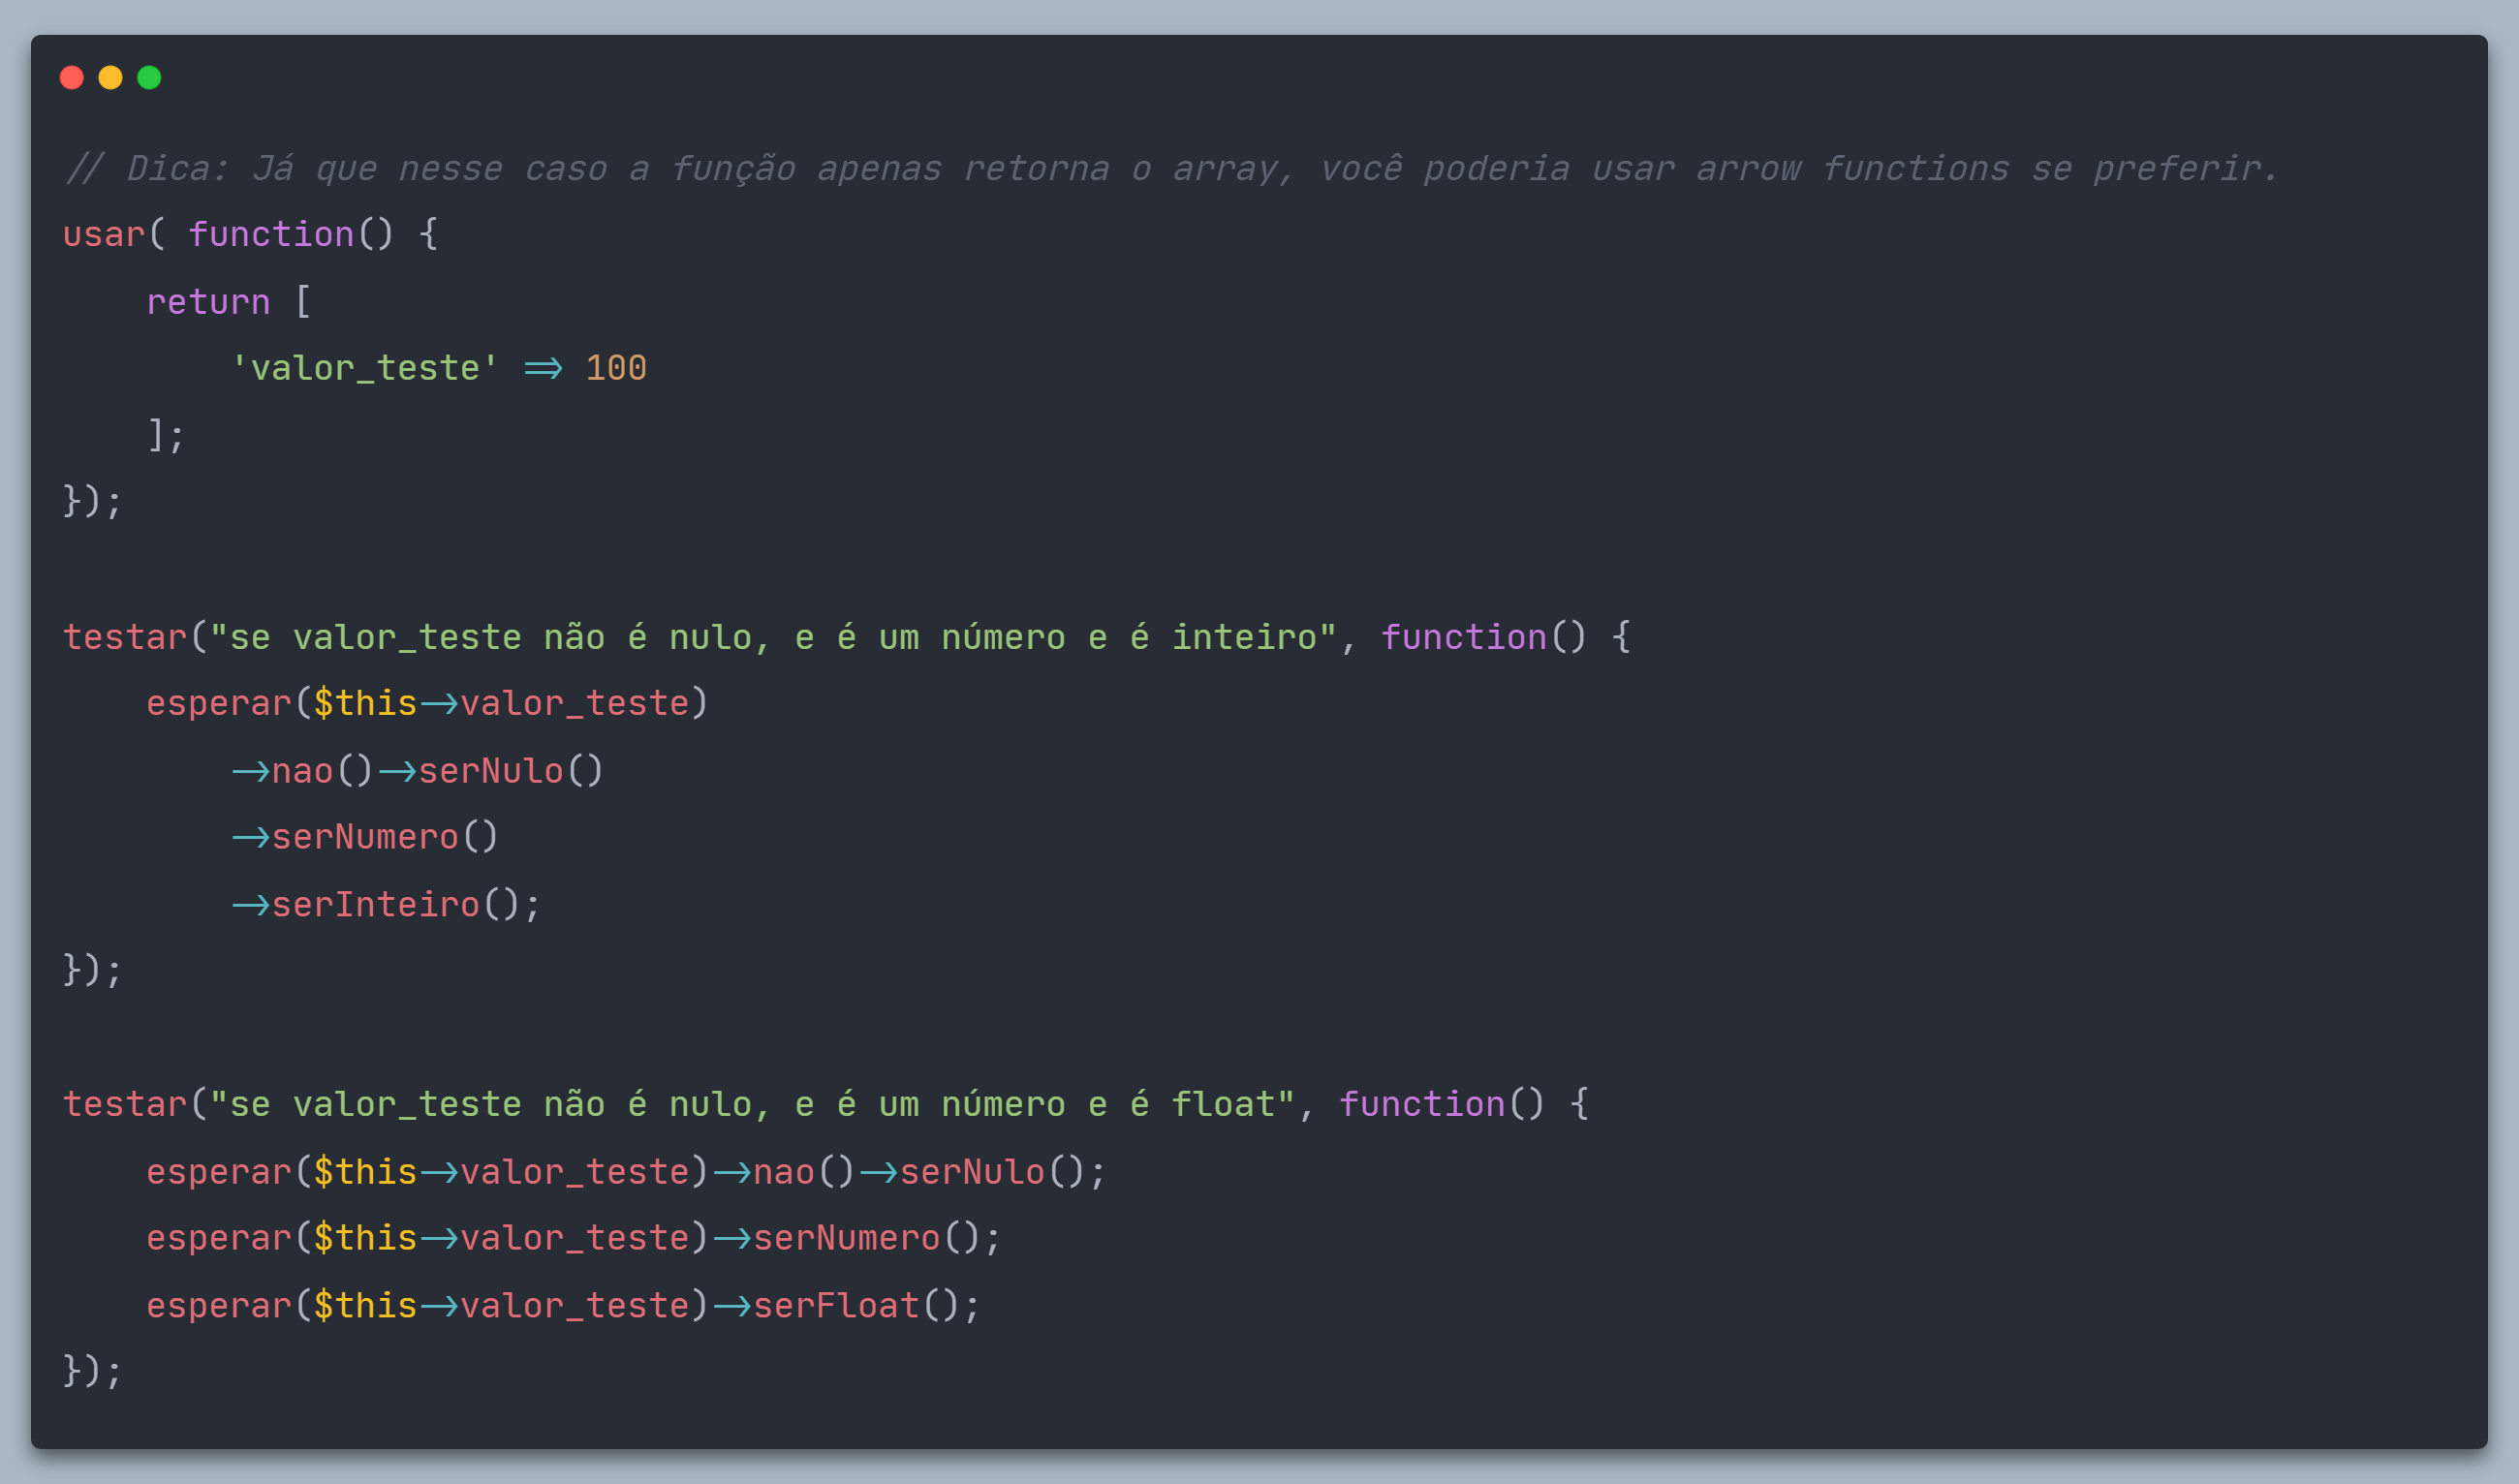 // Dica: Já que nesse caso a função apenas retorna o array, você poderia usar arrow functions se preferir.
usar( function() {
    return [
        'valor_teste' => 100
    ];
});

testar("se valor_teste não é nulo, e é um número e é inteiro", function() {
    esperar($this->valor_teste)
        ->nao()->serNulo()
        ->serNumero()
        ->serInteiro();
});

testar("se valor_teste não é nulo, e é um número e é float", function() {
    esperar($this->valor_teste)->nao()->serNulo();
    esperar($this->valor_teste)->serNumero();
    esperar($this->valor_teste)->serFloat();
});